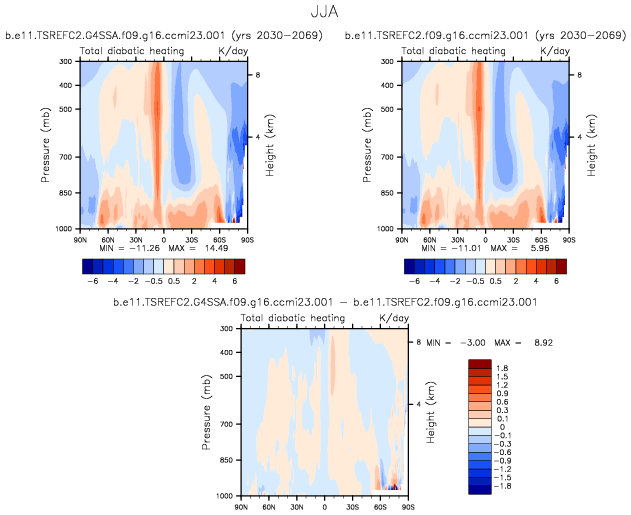 JJA
b.e11.TSREFC2.G4SSA.f09.g16.ccmi23.001 (yrs 2030-2069)
b.e11.TSREFC2.f09.g16.ccmi23.001 (yrs 2030-2069)
Total diabatic heating K/day
Total diabatic heating K/day
300
400
500
700
850
1000
Pressure (mb)
8
4
Height (km)
90N 60N 30N 0 30S 60S 90S
MIN = -11.26 MAX = 14.49
-6 -4 -2 -1 -0.5 0.5 1 2 4 6
300
400
500
700
850
1000
Pressure (mb)
8
4
Height (km)
90N 60N 30N 0 30S 60S 90S
MIN = -11.01 MAX = 5.96
-6 -4 -2 -1 -0.5 0.5 1 2 4 6
b.e11.TSREFC2.G4SSA.f09.g16.ccmi23.001 - b.e11.TSREFC2.f09.g16.ccmi23.001
Total diabatic heating K/day
300
400
500
700
850
1000
Pressure (mb)
8
4
Height (km)
90N 60N 30N 0 30S 60S 90S
MIN = -3.00 MAX = 8.92
1.8
1.5
1.2
0.9
0.6
0.3
0.1
0
-0.1
-0.3
-0.6
-0.9
-1.2
-1.5
-1.8